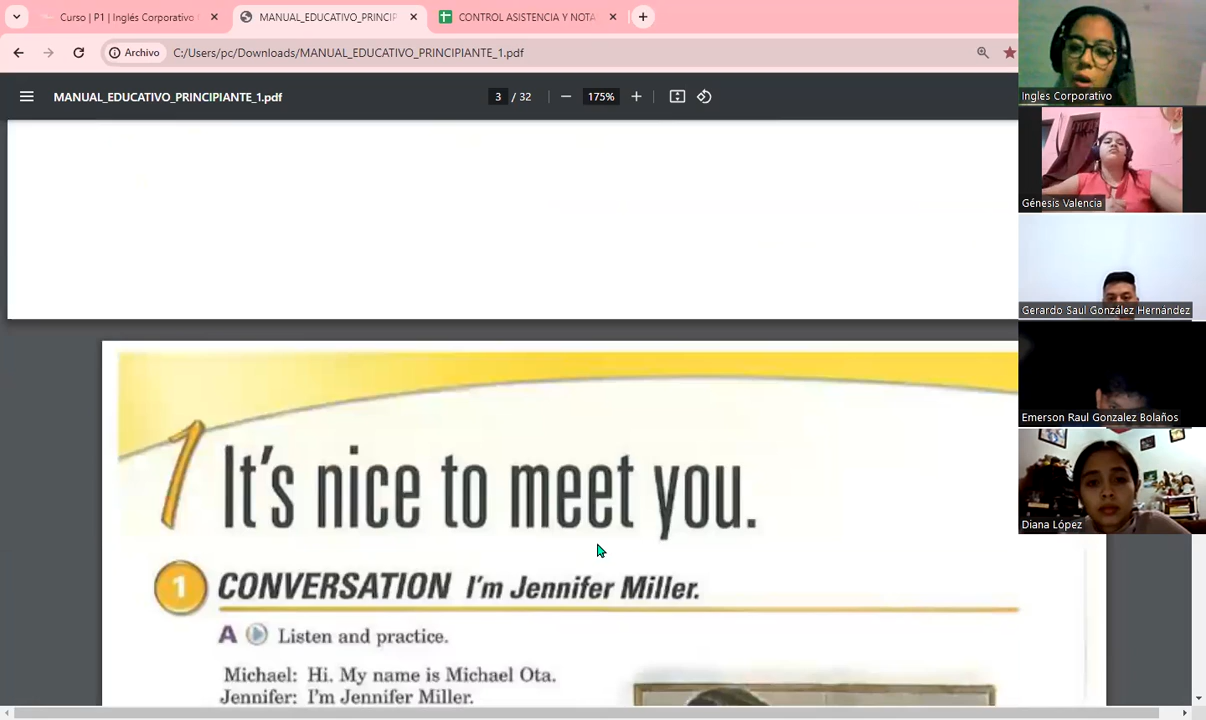 Curso | P1 | Inglés Corporativo
MANUAL_EDUCATIVO_PRINCIP
CONTROL ASISTENCIA Y NOTA
Archivo
C:/Users/pc/Downloads/MANUAL_EDUCATIVO_PRINCIPIANTE_1.pdf
MANUAL_EDUCATIVO_PRINCIPIANTE_1.pdf
3 / 32
175%
Ingles Corporativo
Génesis Valencia
Gerardo Saul González Hernández
Emerson Raul Gonzalez Bolaños
Diana López
1 It's nice to meet you.
1 CONVERSATION I'm Jennifer Miller.
A Listen and practice.
Michael: Hi. My name is Michael Ota.
Jennifer: I'm Jennifer Miller.